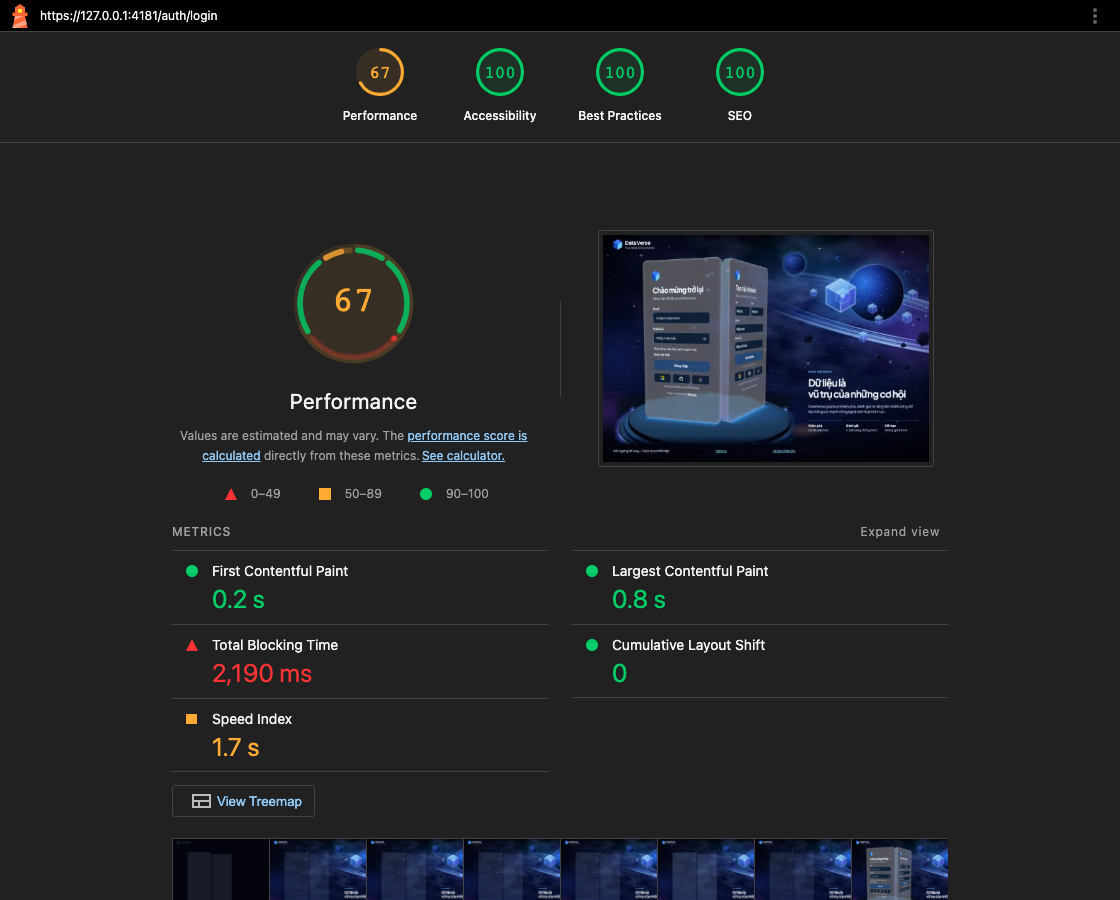 https://127.0.0.1:4181/auth/login
67
100
100
100
Performance
Accessibility
Best Practices
SEO
67
Performance
Values are estimated and may vary. The performance score is
calculated directly from these metrics. See calculator.
0–49
50–89
90–100
DataVerse
Chào mừng trở lại
Tạo tài khoản
Dữ liệu là
vũ trụ của những cơ hội
METRICS
Expand view
First Contentful Paint
0.2 s
Largest Contentful Paint
0.8 s
Total Blocking Time
2,190 ms
Cumulative Layout Shift
0
Speed Index
1.7 s
View Treemap